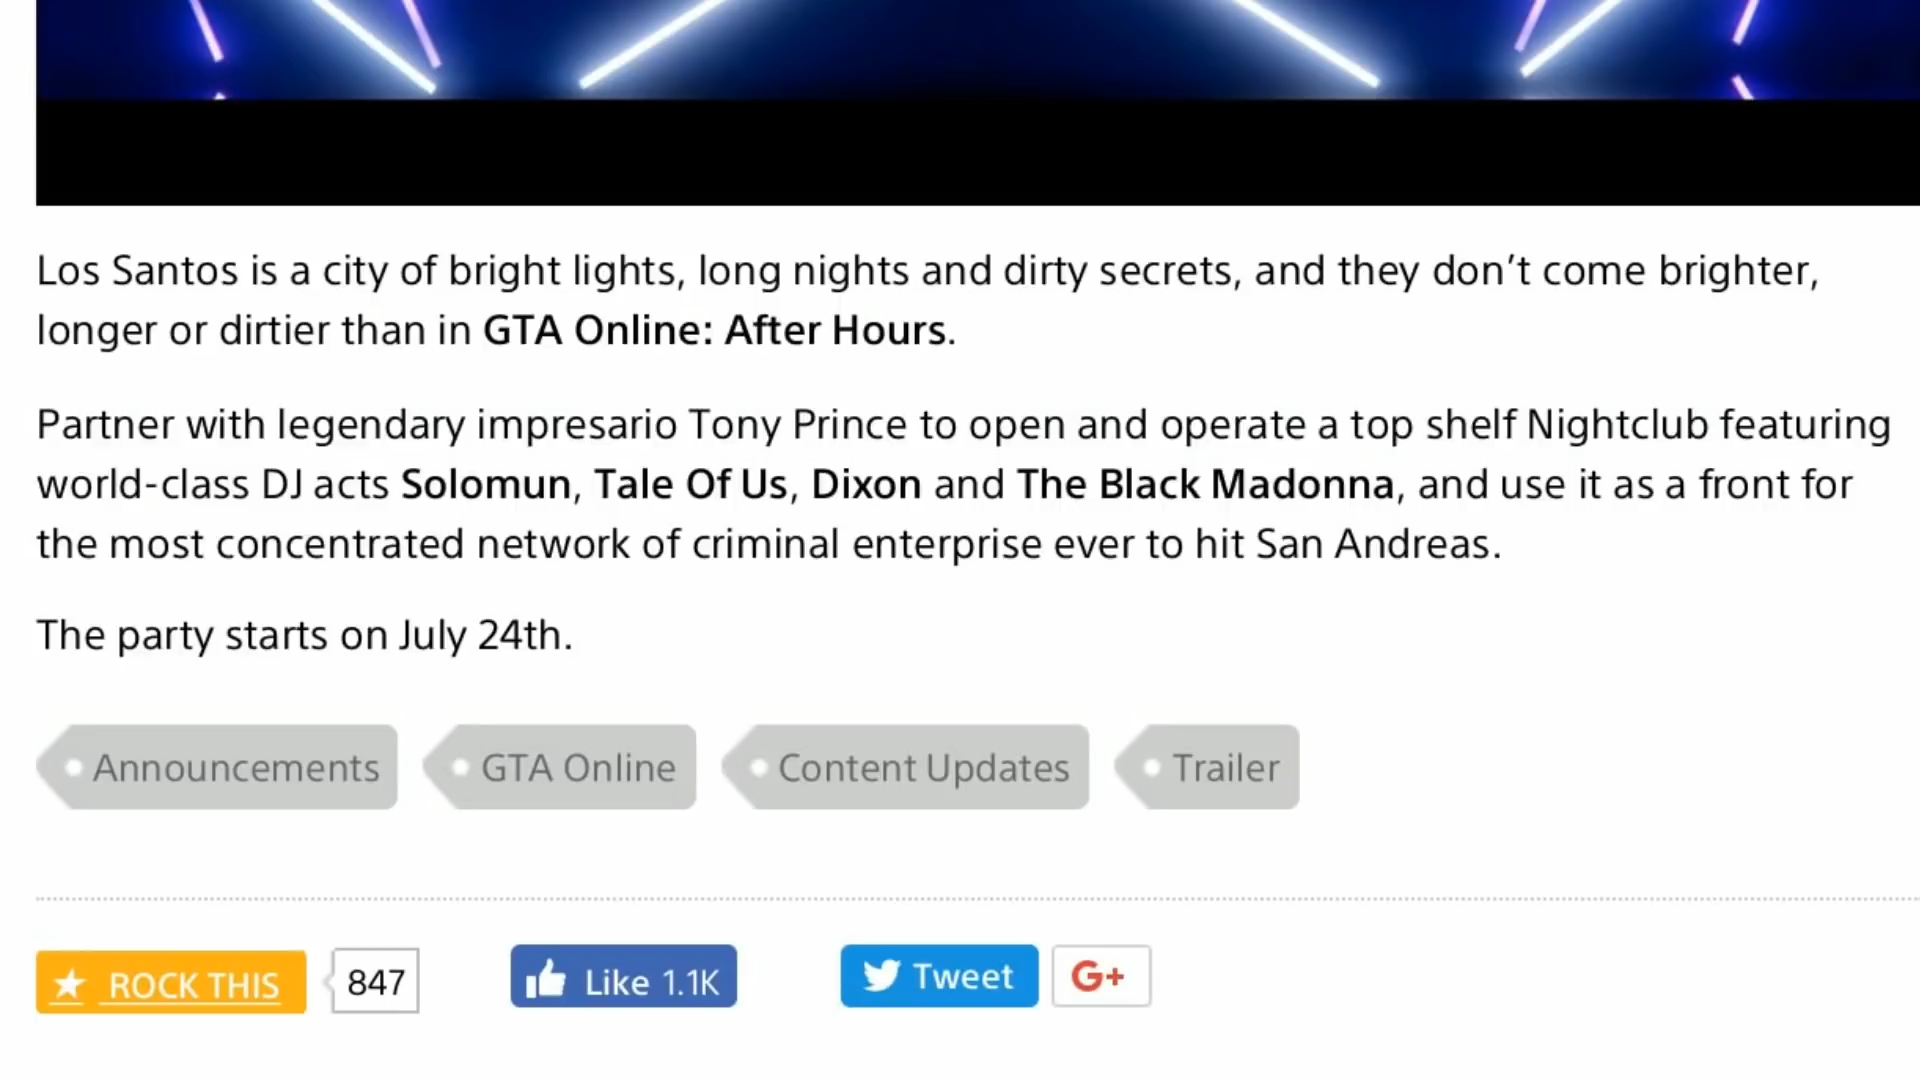 Los Santos is a city of bright lights, long nights and dirty secrets, and they don’t come brighter,
longer or dirtier than in GTA Online: After Hours.
Partner with legendary impresario Tony Prince to open and operate a top shelf Nightclub featuring
world-class DJ acts Solomun, Tale Of Us, Dixon and The Black Madonna, and use it as a front for
the most concentrated network of criminal enterprise ever to hit San Andreas.
The party starts on July 24th.
Announcements GTA Online Content Updates Trailer
ROCK THIS 847 Like 1.1K Tweet G+